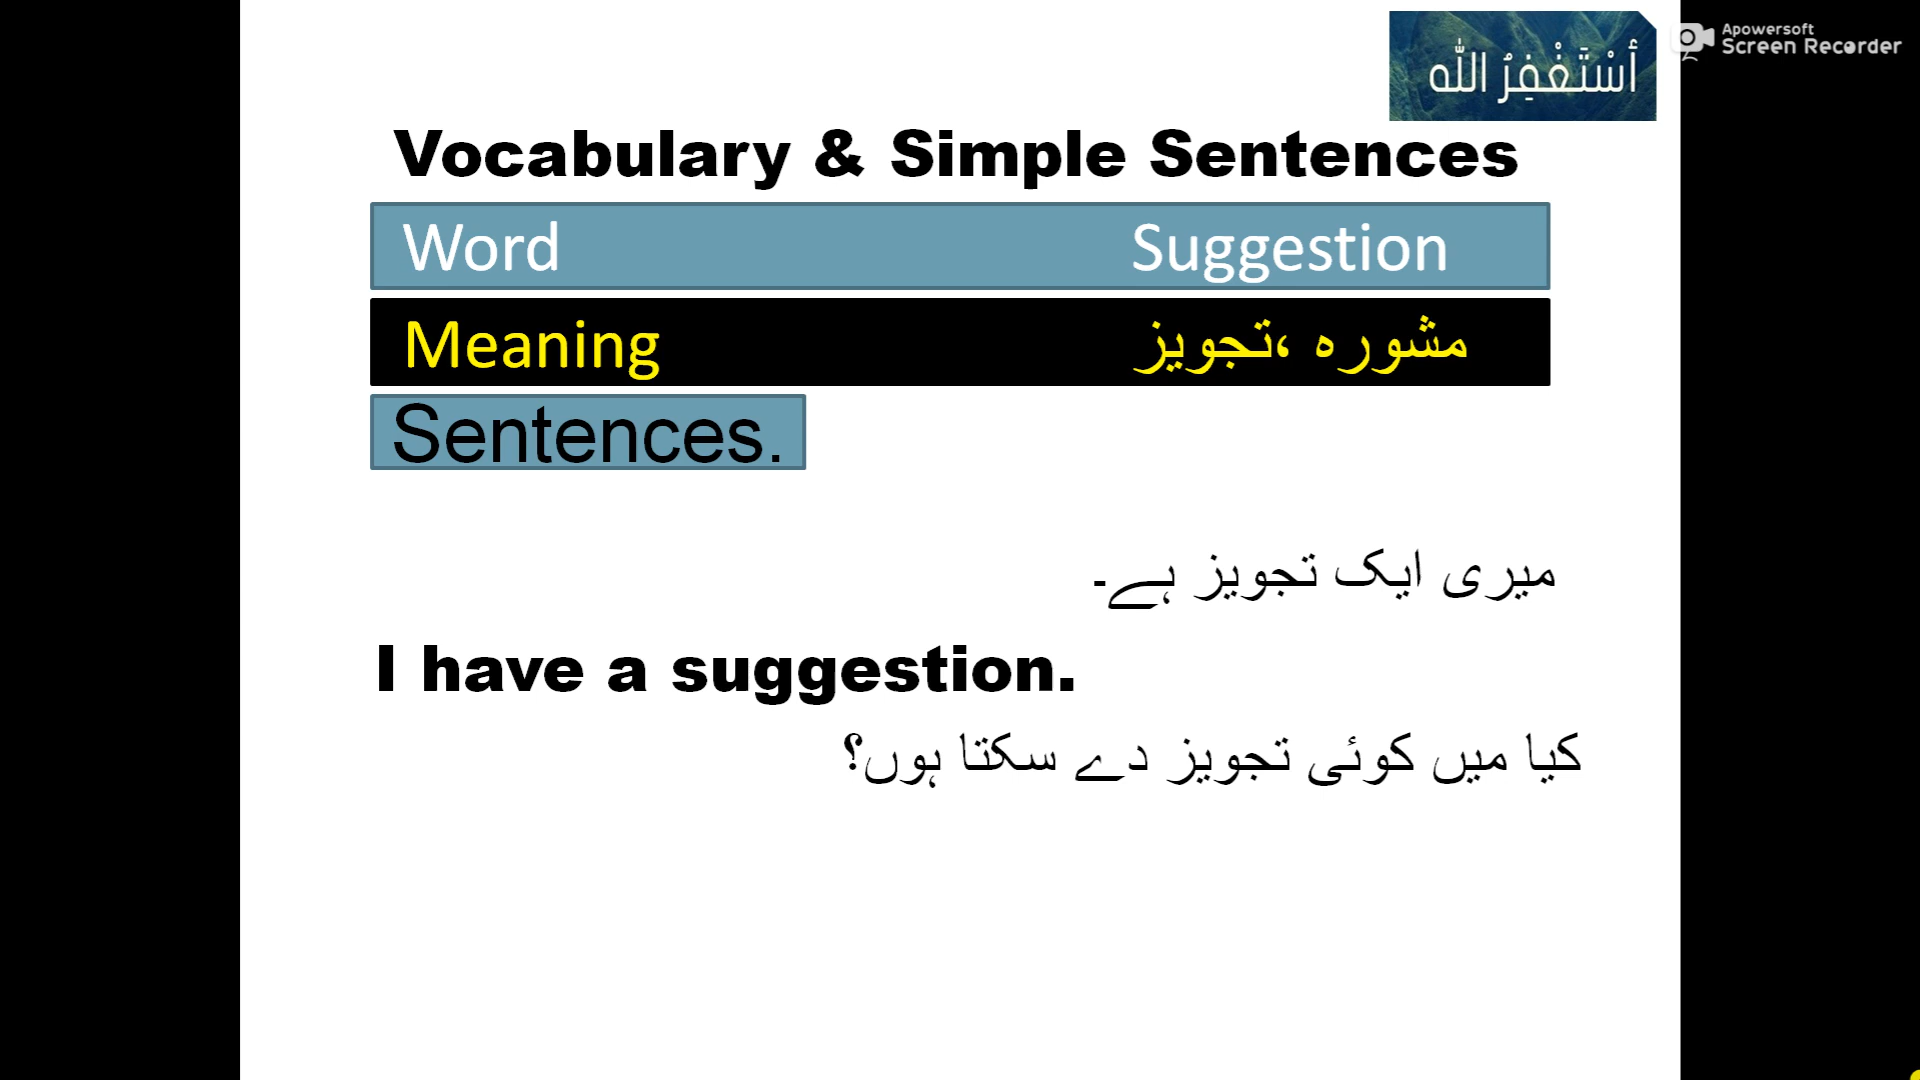 أسْتَغْفِرُ اللّٰه
Apowersoft
Screen Recorder
Vocabulary & Simple Sentences
Word Suggestion
Meaning مشورہ ،تجویز
Sentences.
میری ایک تجویز ہے۔
I have a suggestion.
کیا میں کوئی تجویز دے سکتا ہوں؟